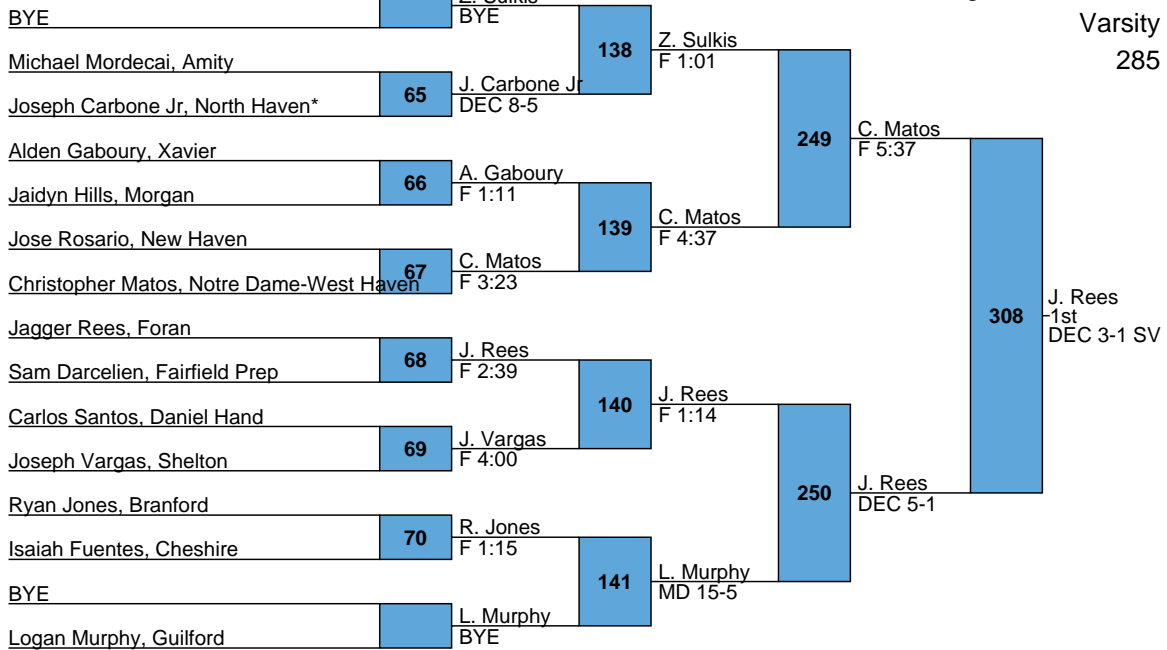 Z. Sulkis
BYE
BYE
Varsity
285
138
Z. Sulkis
F 1:01
Michael Mordecai, Amity
65
J. Carbone Jr
DEC 8-5
Joseph Carbone Jr, North Haven*
249
C. Matos
F 5:37
Alden Gaboury, Xavier
66
A. Gaboury
F 1:11
Jaidyn Hills, Morgan
139
C. Matos
F 4:37
Jose Rosario, New Haven
67
C. Matos
F 3:23
Christopher Matos, Notre Dame-West Haven
308
J. Rees
1st
DEC 3-1 SV
Jagger Rees, Foran
68
J. Rees
F 2:39
Sam Darcelien, Fairfield Prep
140
J. Rees
F 1:14
Carlos Santos, Daniel Hand
69
J. Vargas
F 4:00
Joseph Vargas, Shelton
250
J. Rees
DEC 5-1
Ryan Jones, Branford
70
R. Jones
F 1:15
Isaiah Fuentes, Cheshire
141
L. Murphy
MD 15-5
BYE
L. Murphy
BYE
Logan Murphy, Guilford